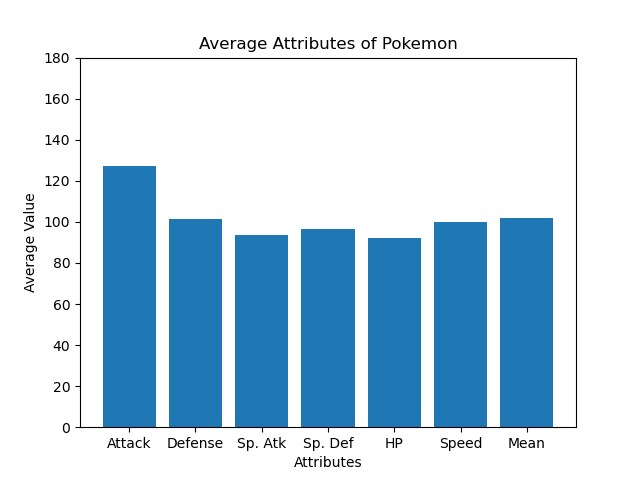 Average Attributes of Pokemon
180
160
140
120
100
80
60
40
20
0
Average Value
Attack Defense Sp. Atk Sp. Def HP Speed Mean
Attributes